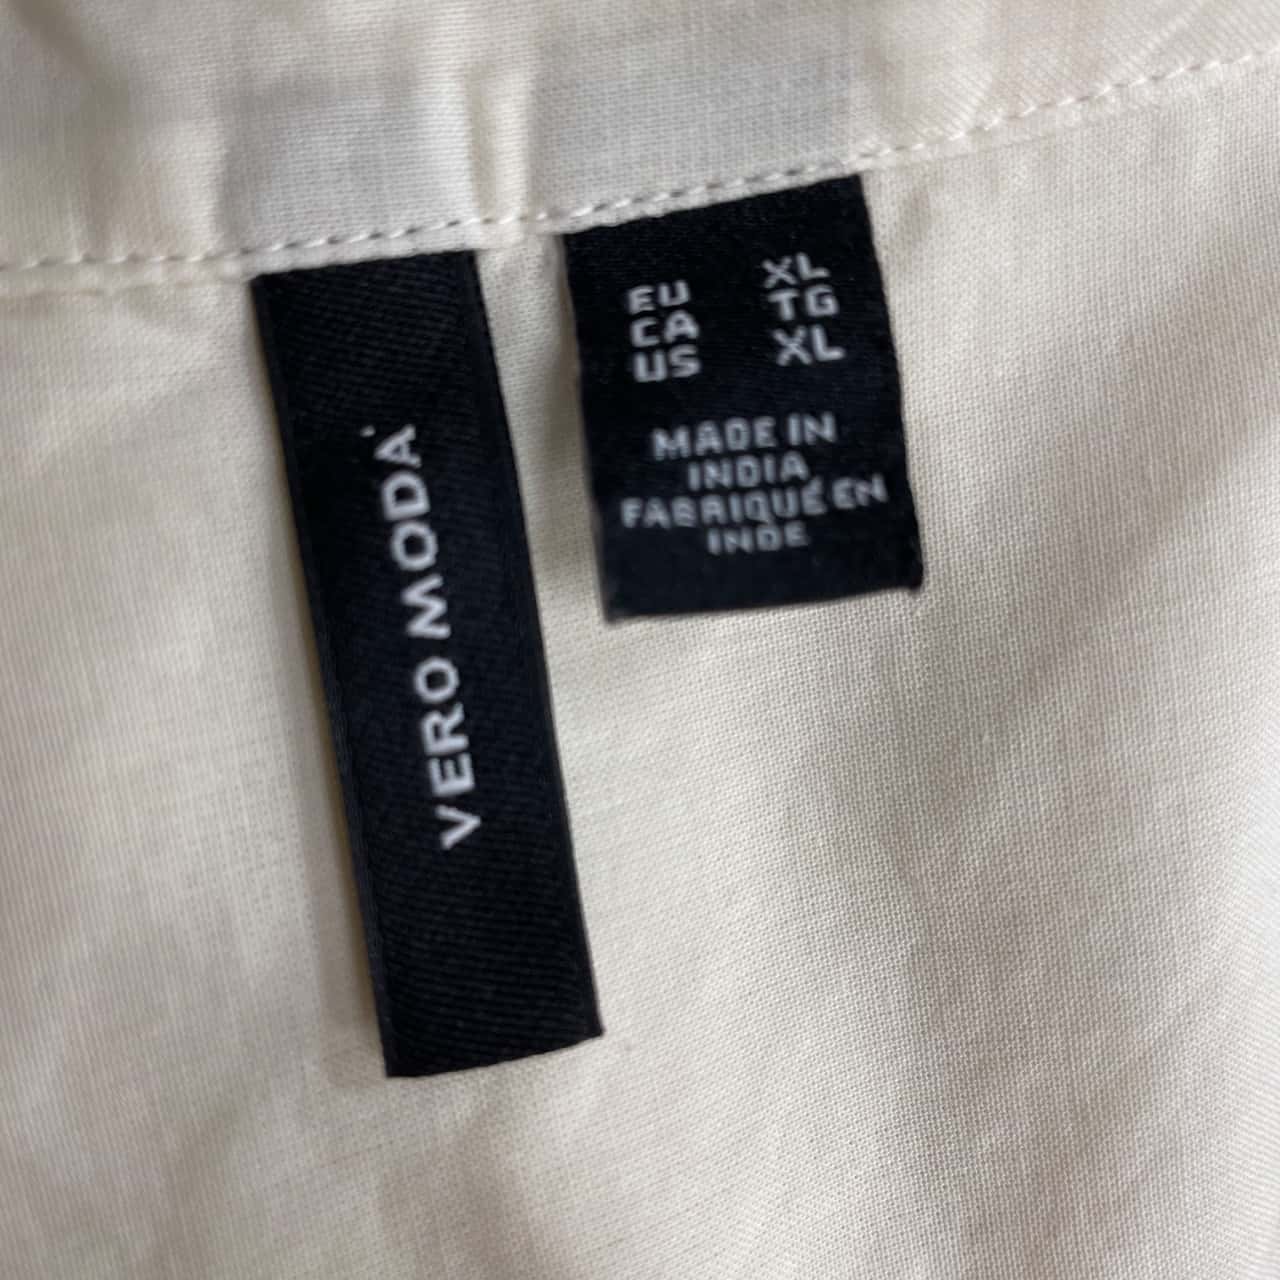 VERO MODA
EU XL
CA TG
US XL
MADE IN
INDIA
FABRIQUÉ EN
INDE